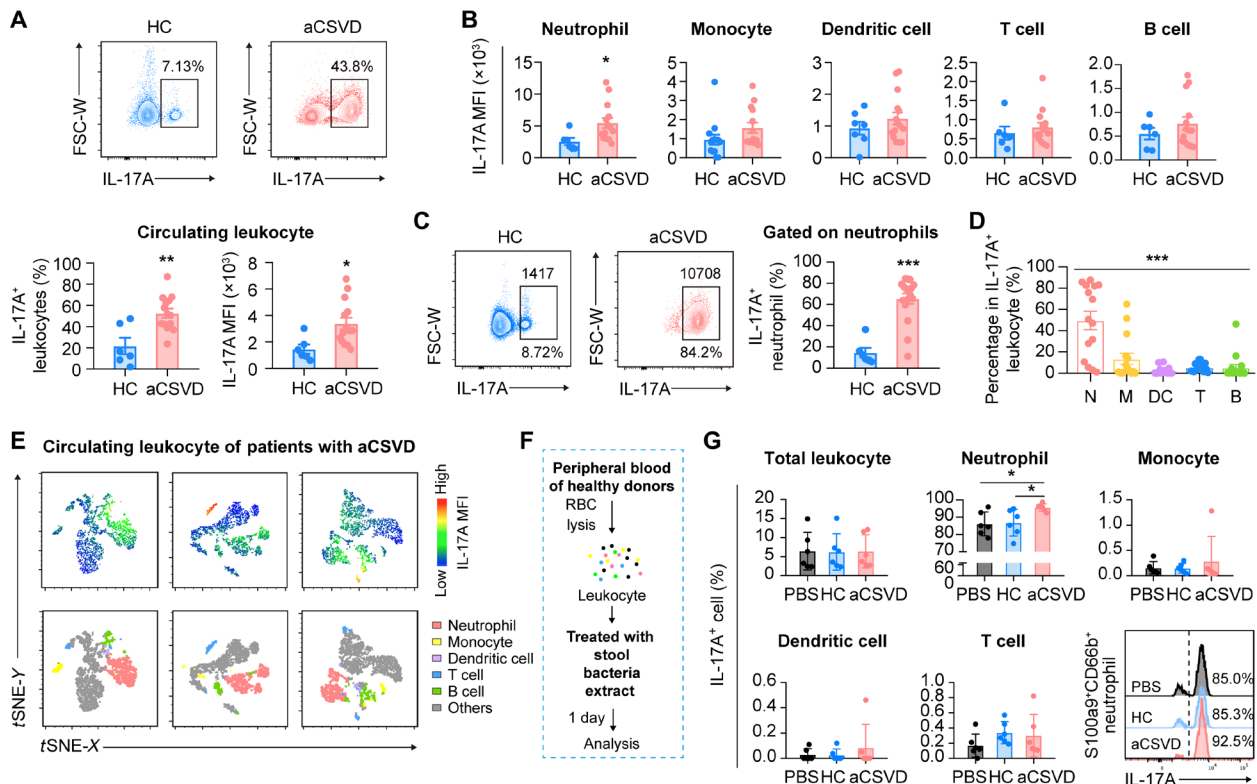 A
HC
aCSVD
7.13%
43.8%
FSC-W
FSC-W
IL-17A
IL-17A
Circulating leukocyte
IL-17A⁺
leukocytes (%)
100
80
60
40
20
0
**
HC aCSVD
IL-17A MFI (×10³)
8
6
4
2
0
*
HC aCSVD
B
Neutrophil
Monocyte
Dendritic cell
T cell
B cell
IL-17A MFI (×10³)
15
10
5
0
*
HC aCSVD
5
4
3
2
1
0
HC aCSVD
3
2
1
0
HC aCSVD
2.5
2.0
1.5
1.0
0.5
0.0
HC aCSVD
2.0
1.5
1.0
0.5
0.0
HC aCSVD
C
HC
aCSVD
1417
8.72%
10708
84.2%
FSC-W
FSC-W
IL-17A
IL-17A
Gated on neutrophils
IL-17A⁺
neutrophil (%)
100
80
60
40
20
0
***
HC aCSVD
D
Percentage in IL-17A⁺
leukocyte (%)
100
80
60
40
20
0
***
N M DC T B
E
Circulating leukocyte of patients with aCSVD
High
IL-17A MFI
Low
Neutrophil
Monocyte
Dendritic cell
T cell
B cell
Others
tSNE-Y
tSNE-X
F
Peripheral blood
of healthy donors
RBC
lysis
Leukocyte
Treated with
stool
bacteria
extract
1 day
Analysis
G
IL-17A⁺ cell (%)
Total leukocyte
20
15
10
5
0
PBS HC aCSVD
Neutrophil
*
*
100
90
80
70
60
0
PBS HC aCSVD
Monocyte
1.5
1.0
0.5
0.0
PBS HC aCSVD
Dendritic cell
0.6
0.4
0.2
0.0
PBS HC aCSVD
T cell
1.0
0.8
0.6
0.4
0.2
0.0
PBS HC aCSVD
S100a9⁺CD66b⁺
neutrophil
PBS
85.0%
HC
85.3%
aCSVD
92.5%
IL-17A